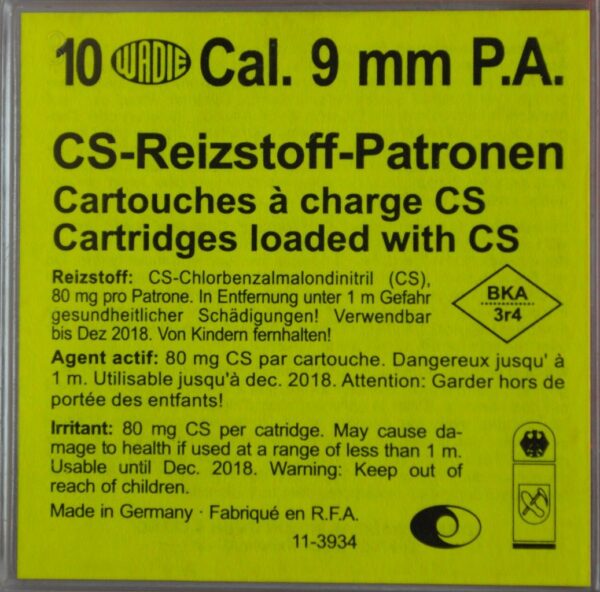 10 WADIE Cal. 9 mm P.A.
CS-Reizstoff-Patronen
Cartouches à charge CS
Cartridges loaded with CS
Reizstoff: CS-Chlorbenzalmalondinitril (CS),
80 mg pro Patrone. In Entfernung unter 1 m Gefahr
gesundheitlicher Schädigungen! Verwendbar
bis Dez 2018. Von Kindern fernhalten!
BKA
3r4
Agent actif: 80 mg CS par cartouche. Dangereux jusqu' à
1 m. Utilisable jusqu'à dec. 2018. Attention: Garder hors de
portée des entfants!
Irritant: 80 mg CS per catridge. May cause da-
mage to health if used at a range of less than 1 m.
Usable until Dec. 2018. Warning: Keep out of
reach of children.
Made in Germany · Fabriqué en R.F.A.
11-3934